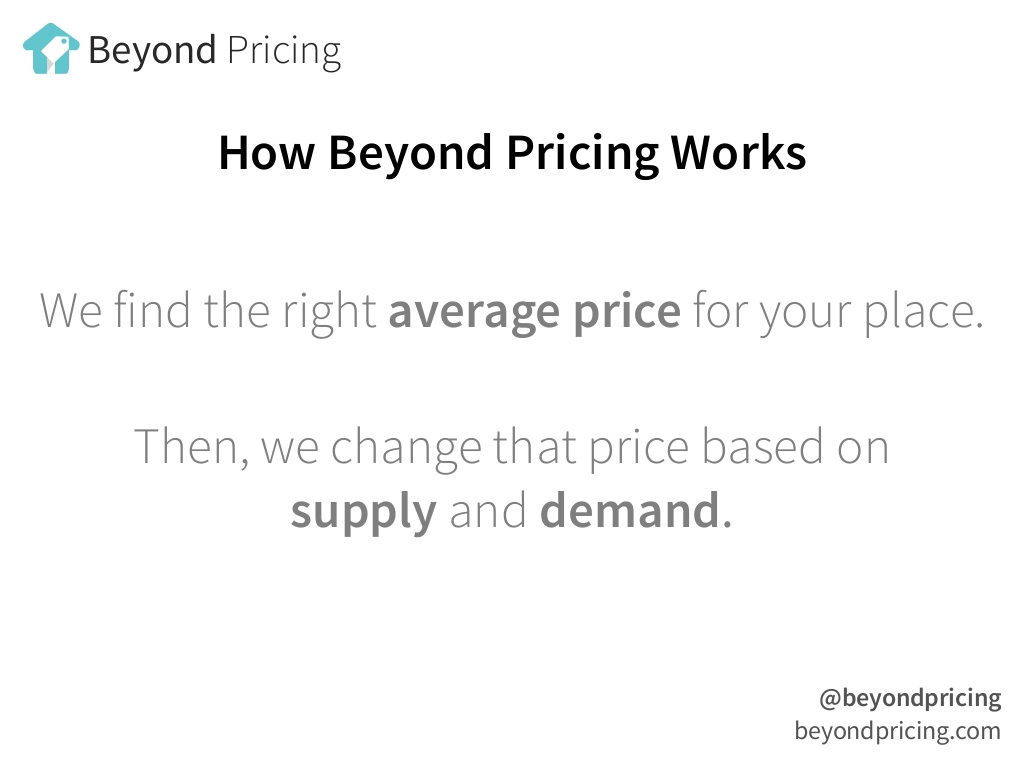 Beyond Pricing
How Beyond Pricing Works
We find the right average price for your place.
Then, we change that price based on
supply and demand.
@beyondpricing
beyondpricing.com